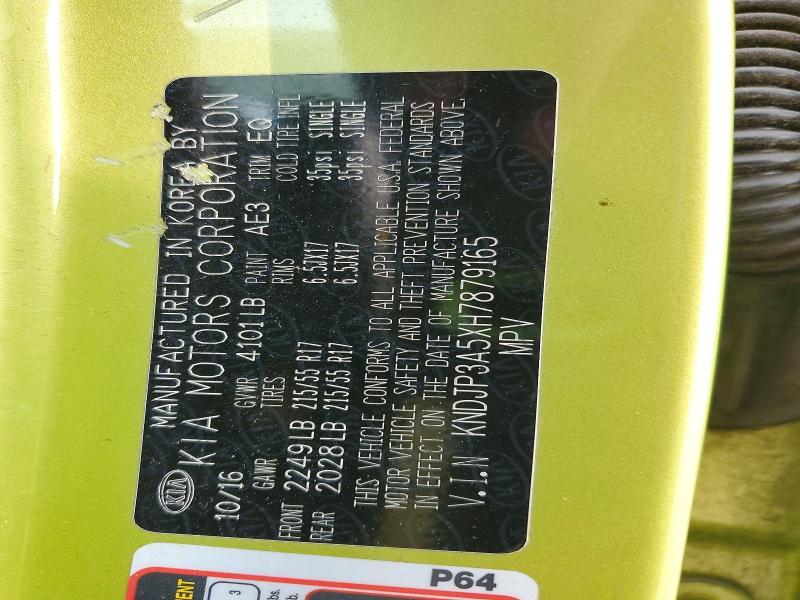 MANUFACTURED IN KOREA BY
KIA KIA MOTORS CORPORATION
10/16 GVWR 4101LB PAINT AE3 TRIM EQ
GAWR TIRES RIMS COLD TIRE INFL
FRONT 2249LB 215/55 R17 6.5JX17 35psi SINGLE
REAR 2028LB 215/55 R17 6.5JX17 35psi SINGLE
THIS VEHICLE CONFORMS TO ALL APPLICABLE U.S.A. FEDERAL
MOTOR VEHICLE SAFETY AND THEFT PREVENTION STANDARDS
IN EFFECT ON THE DATE OF MANUFACTURE SHOWN ABOVE.
V.I.N KNDJP3A5XH7879165
MPV
P64
3